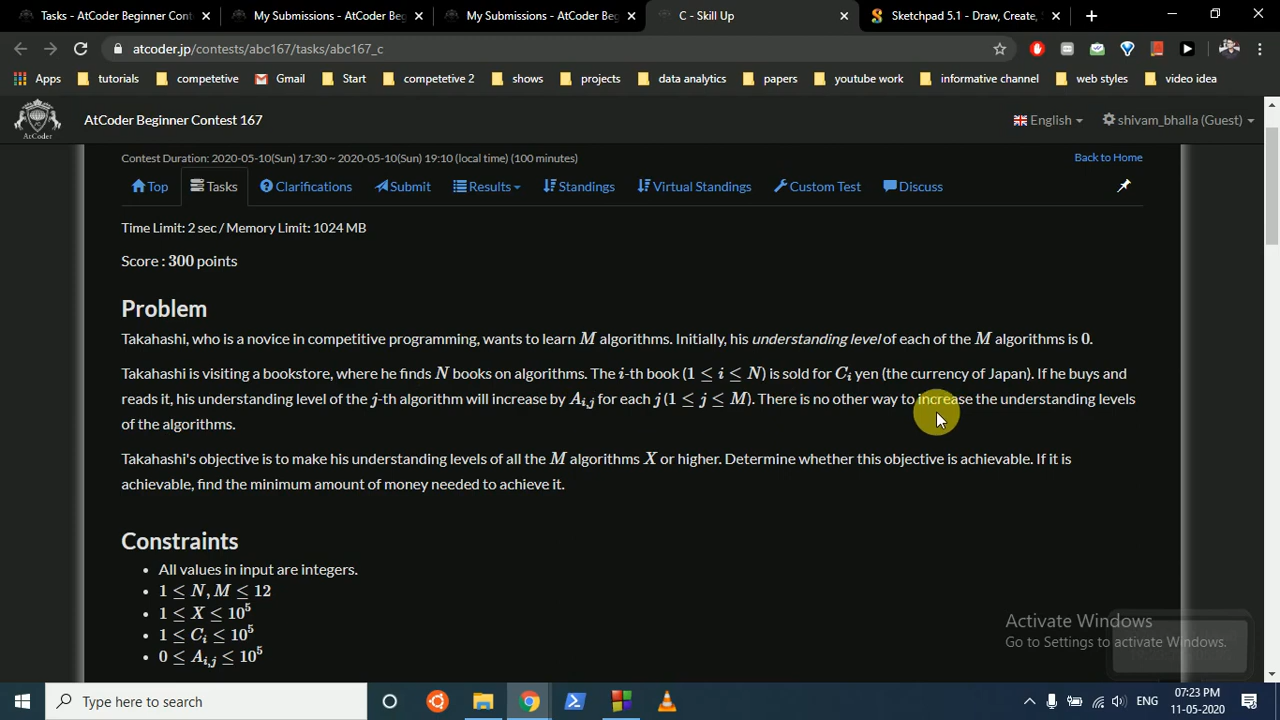 Tasks - AtCoder Beginner Cont
My Submissions - AtCoder Beg
My Submissions - AtCoder Beg
C - Skill Up
Sketchpad 5.1 - Draw, Create,
atcoder.jp/contests/abc167/tasks/abc167_c
Apps tutorials competetive Gmail Start competetive 2 shows projects data analytics papers youtube work informative channel web styles video idea
AtCoder
AtCoder Beginner Contest 167
English
shivam_bhalla (Guest)
Contest Duration: 2020-05-10(Sun) 17:30 ~ 2020-05-10(Sun) 19:10 (local time) (100 minutes)
Back to Home
Top Tasks Clarifications Submit Results Standings Virtual Standings Custom Test Discuss
Time Limit: 2 sec / Memory Limit: 1024 MB
Score : 300 points
Problem
Takahashi, who is a novice in competitive programming, wants to learn M algorithms. Initially, his understanding level of each of the M algorithms is 0.
Takahashi is visiting a bookstore, where he finds N books on algorithms. The i-th book (1 ≤ i ≤ N) is sold for C_i yen (the currency of Japan). If he buys and
reads it, his understanding level of the j-th algorithm will increase by A_{i,j} for each j (1 ≤ j ≤ M). There is no other way to increase the understanding levels
of the algorithms.
Takahashi's objective is to make his understanding levels of all the M algorithms X or higher. Determine whether this objective is achievable. If it is
achievable, find the minimum amount of money needed to achieve it.
Constraints
• All values in input are integers.
• 1 ≤ N, M ≤ 12
• 1 ≤ X ≤ 10^5
• 1 ≤ C_i ≤ 10^5
• 0 ≤ A_{i,j} ≤ 10^5
Activate Windows
Go to Settings to activate Windows.
Type here to search
ENG
07:23 PM
11-05-2020